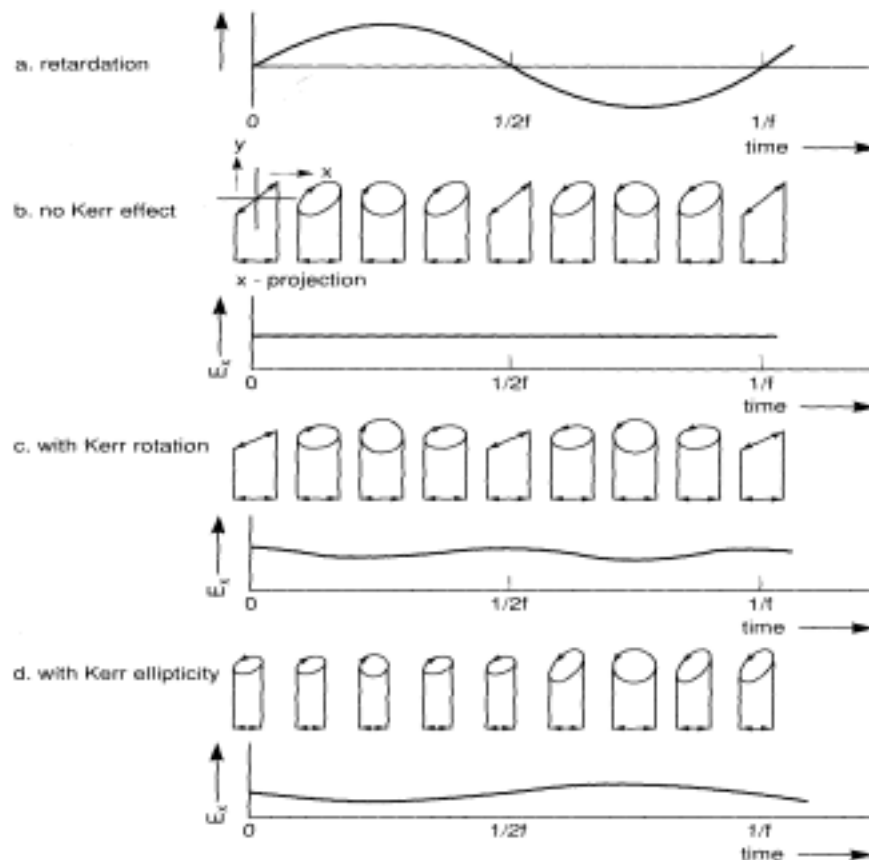 a. retardation
0
1/2f
1/f
time
y
x
b. no Kerr effect
x - projection
Ex
0
1/2f
1/f
time
c. with Kerr rotation
Ex
0
1/2f
1/f
time
d. with Kerr ellipticity
Ex
0
1/2f
1/f
time